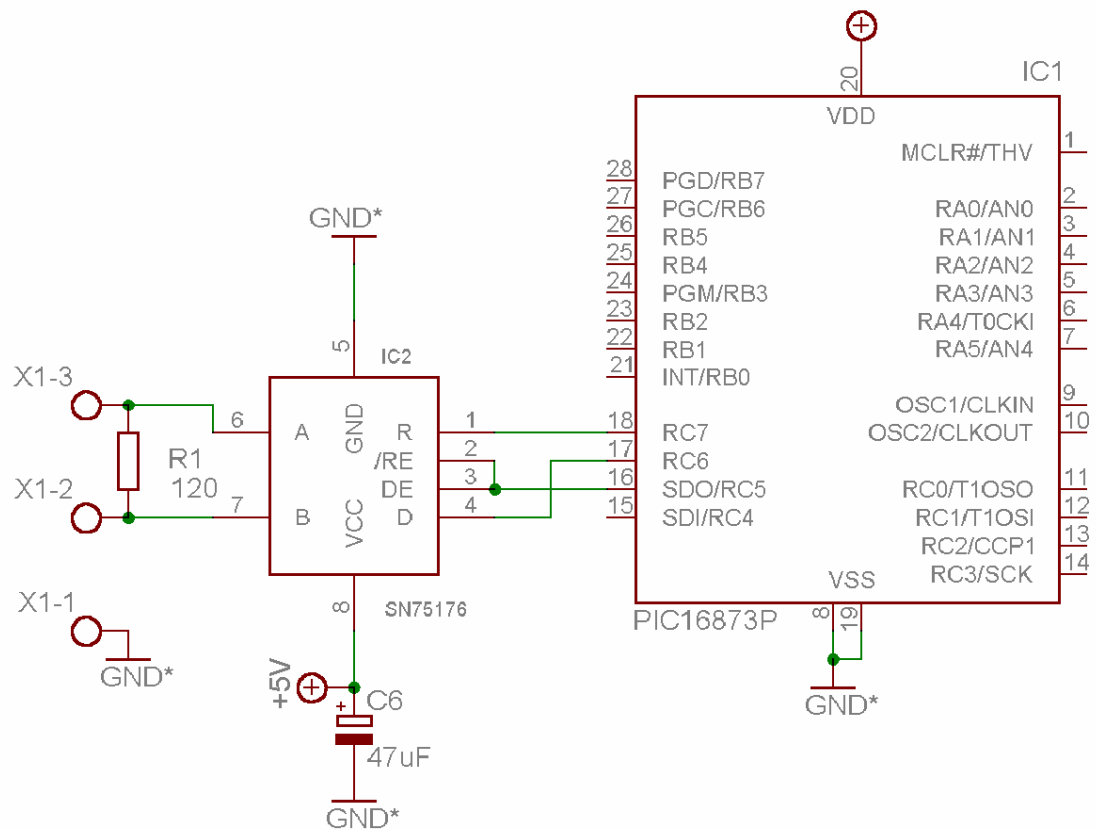 IC1
20
VDD
MCLR#/THV 1
28 PGD/RB7
27 PGC/RB6 RA0/AN0 2
26 RB5 RA1/AN1 3
25 RB4 RA2/AN2 4
24 PGM/RB3 RA3/AN3 5
23 RB2 RA4/T0CKI 6
22 RB1 RA5/AN4 7
21 INT/RB0
OSC1/CLKIN 9
18 RC7 OSC2/CLKOUT 10
17 RC6
16 SDO/RC5 RC0/T1OSO 11
15 SDI/RC4 RC1/T1OSI 12
RC2/CCP1 13
RC3/SCK 14
VSS
8 19
PIC16873P
GND*
GND*
5
IC2
X1-3
6 A GND R 1
/RE 2
R1
120
DE 3
X1-2
7 B VCC D 4
8
SN75176
X1-1
GND*
+5V
+
C6
47uF
GND*